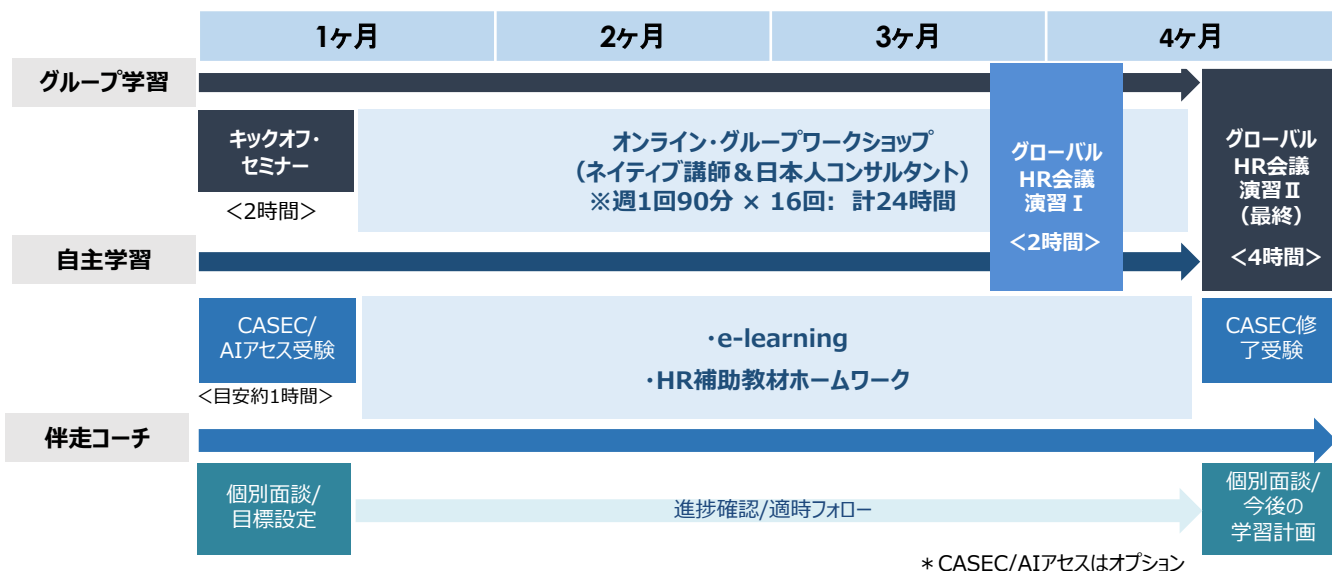 1ヶ月
2ヶ月
3ヶ月
4ヶ月
グループ学習
キックオフ・
セミナー
＜2時間＞
オンライン・グループワークショップ
（ネイティブ講師＆日本人コンサルタント）
※週1回90分 × 16回： 計24時間
グローバル
HR会議
演習Ⅰ
＜2時間＞
グローバル
HR会議
演習Ⅱ
（最終）
＜4時間＞
自主学習
CASEC/
AIアセス受験
＜目安約1時間＞
・e-learning
・HR補助教材ホームワーク
CASEC修
了受験
伴走コーチ
個別面談/
目標設定
進捗確認/適時フォロー
個別面談/
今後の
学習計画
＊CASEC/AIアセスはオプション